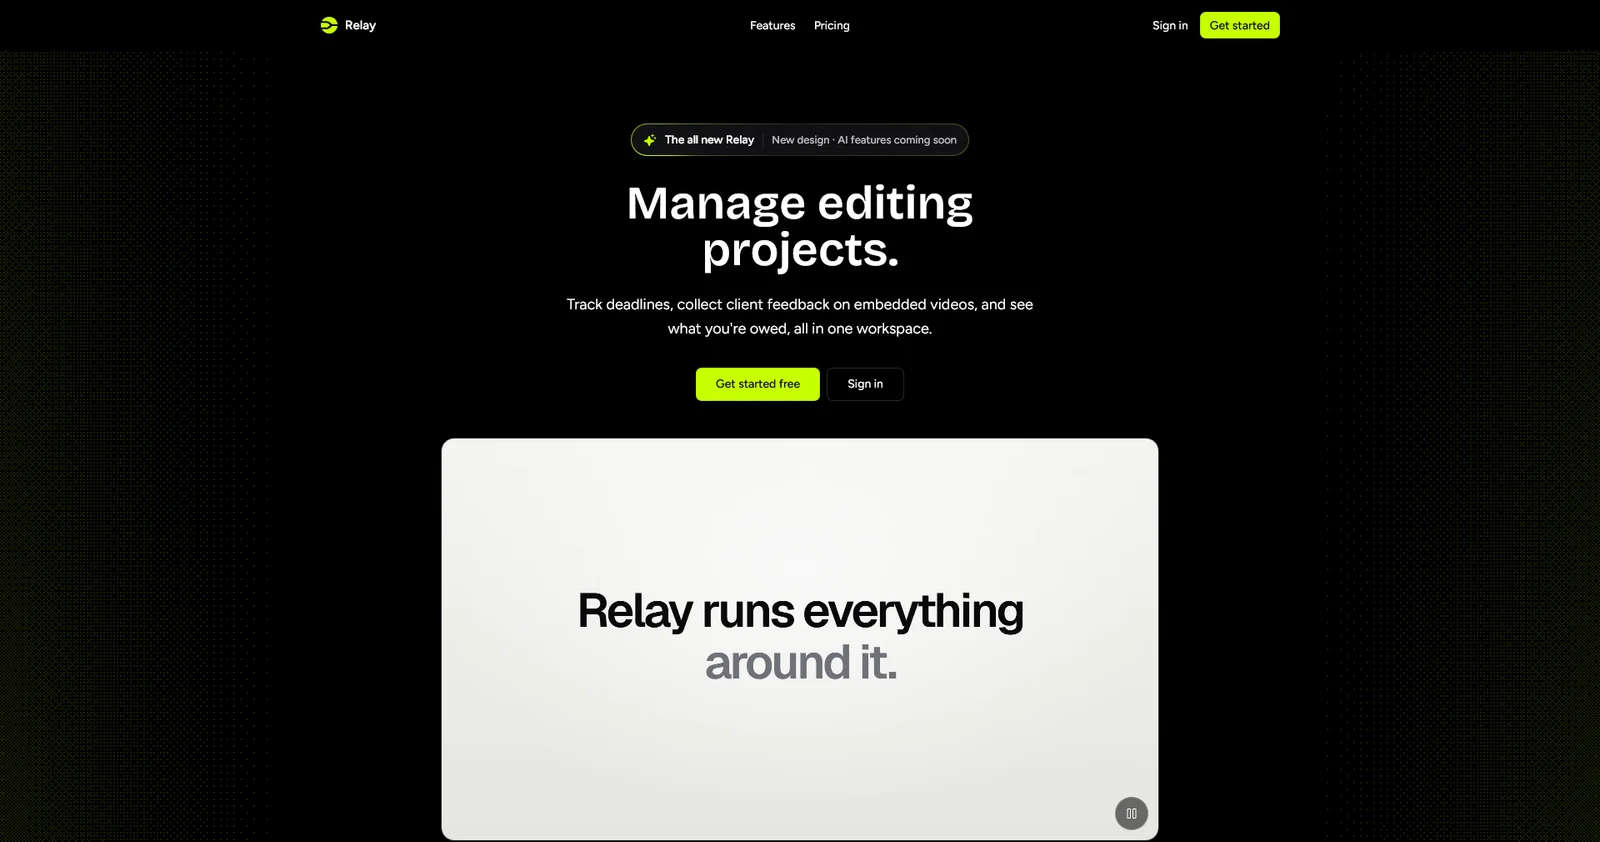 Relay
Features
Pricing
Sign in
Get started
The all new Relay
New design · AI features coming soon
Manage editing
projects.
Track deadlines, collect client feedback on embedded videos, and see
what you're owed, all in one workspace.
Get started free
Sign in
Relay runs everything
around it.